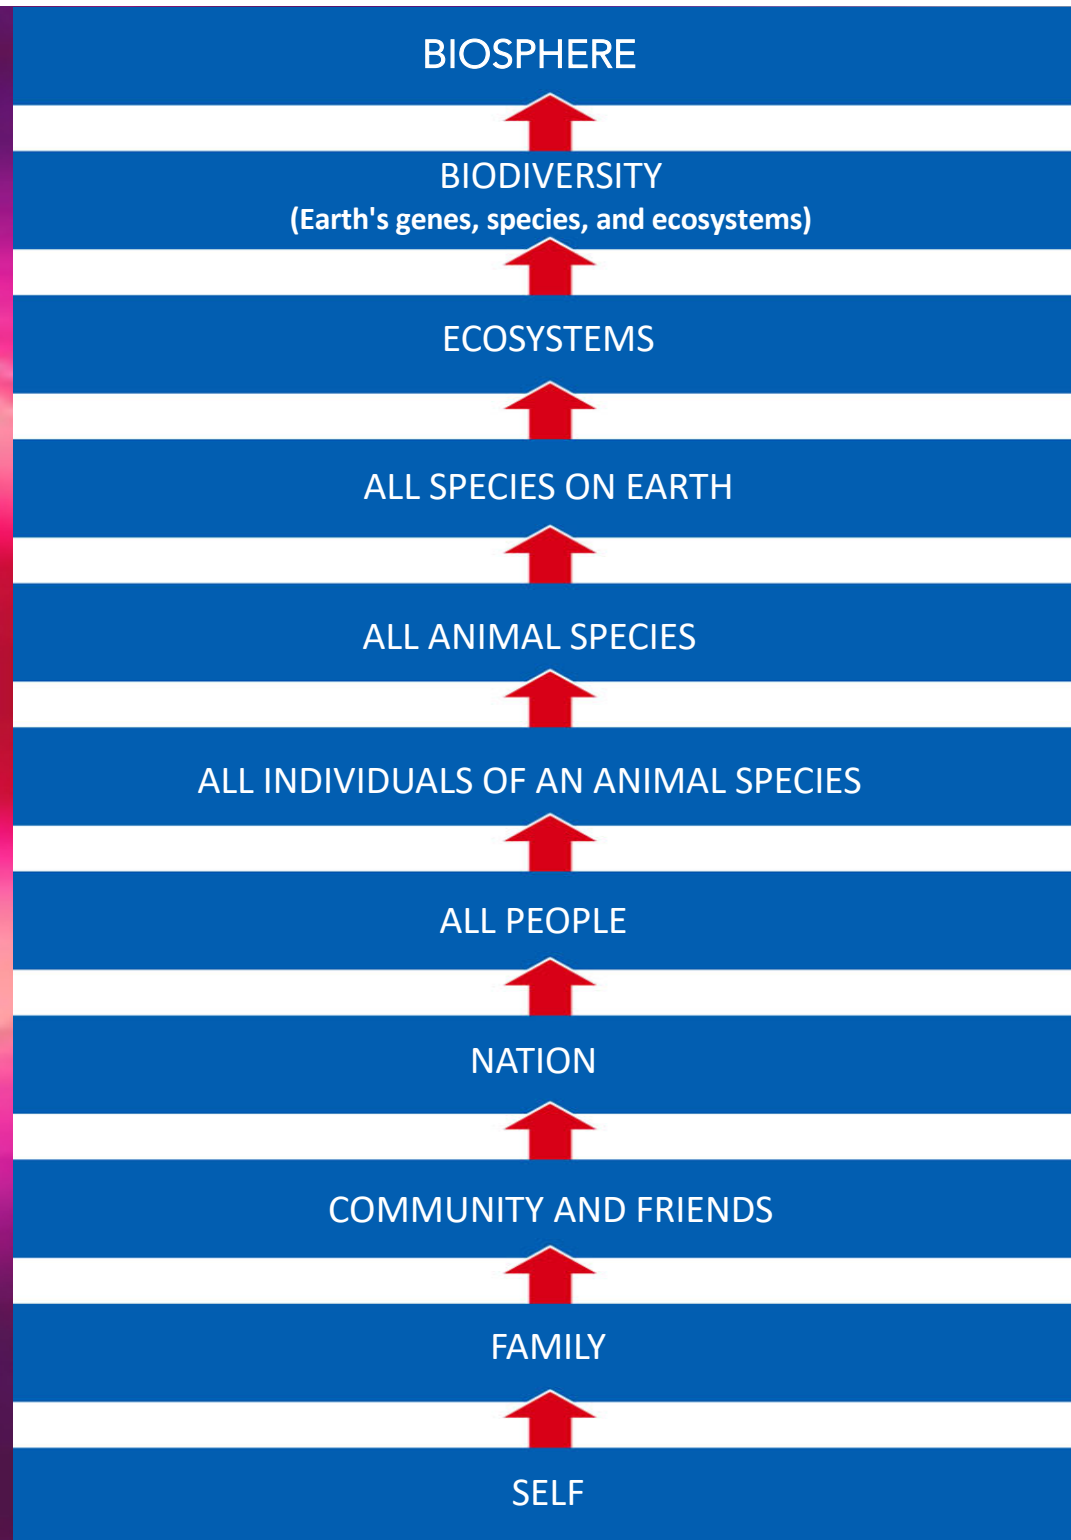 BIOSPHERE
BIODIVERSITY
(Earth's genes, species, and ecosystems)
ECOSYSTEMS
ALL SPECIES ON EARTH
ALL ANIMAL SPECIES
ALL INDIVIDUALS OF AN ANIMAL SPECIES
ALL PEOPLE
NATION
COMMUNITY AND FRIENDS
FAMILY
SELF